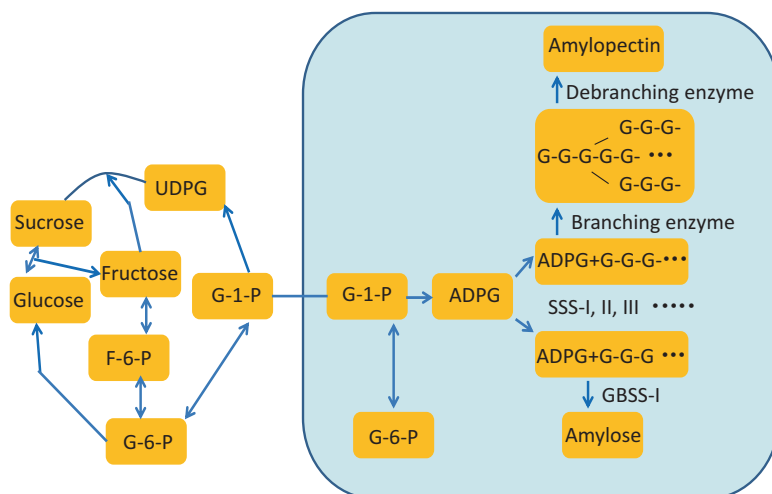 Amylopectin
Debranching enzyme
G-G-G-
G-G-G-G-G- •••
G-G-G-
Branching enzyme
UDPG
Sucrose
Fructose
Glucose
G-1-P
G-1-P
ADPG
ADPG+G-G-G-•••
SSS-I, II, III •••••
ADPG+G-G-G •••
F-6-P
GBSS-I
G-6-P
G-6-P
Amylose